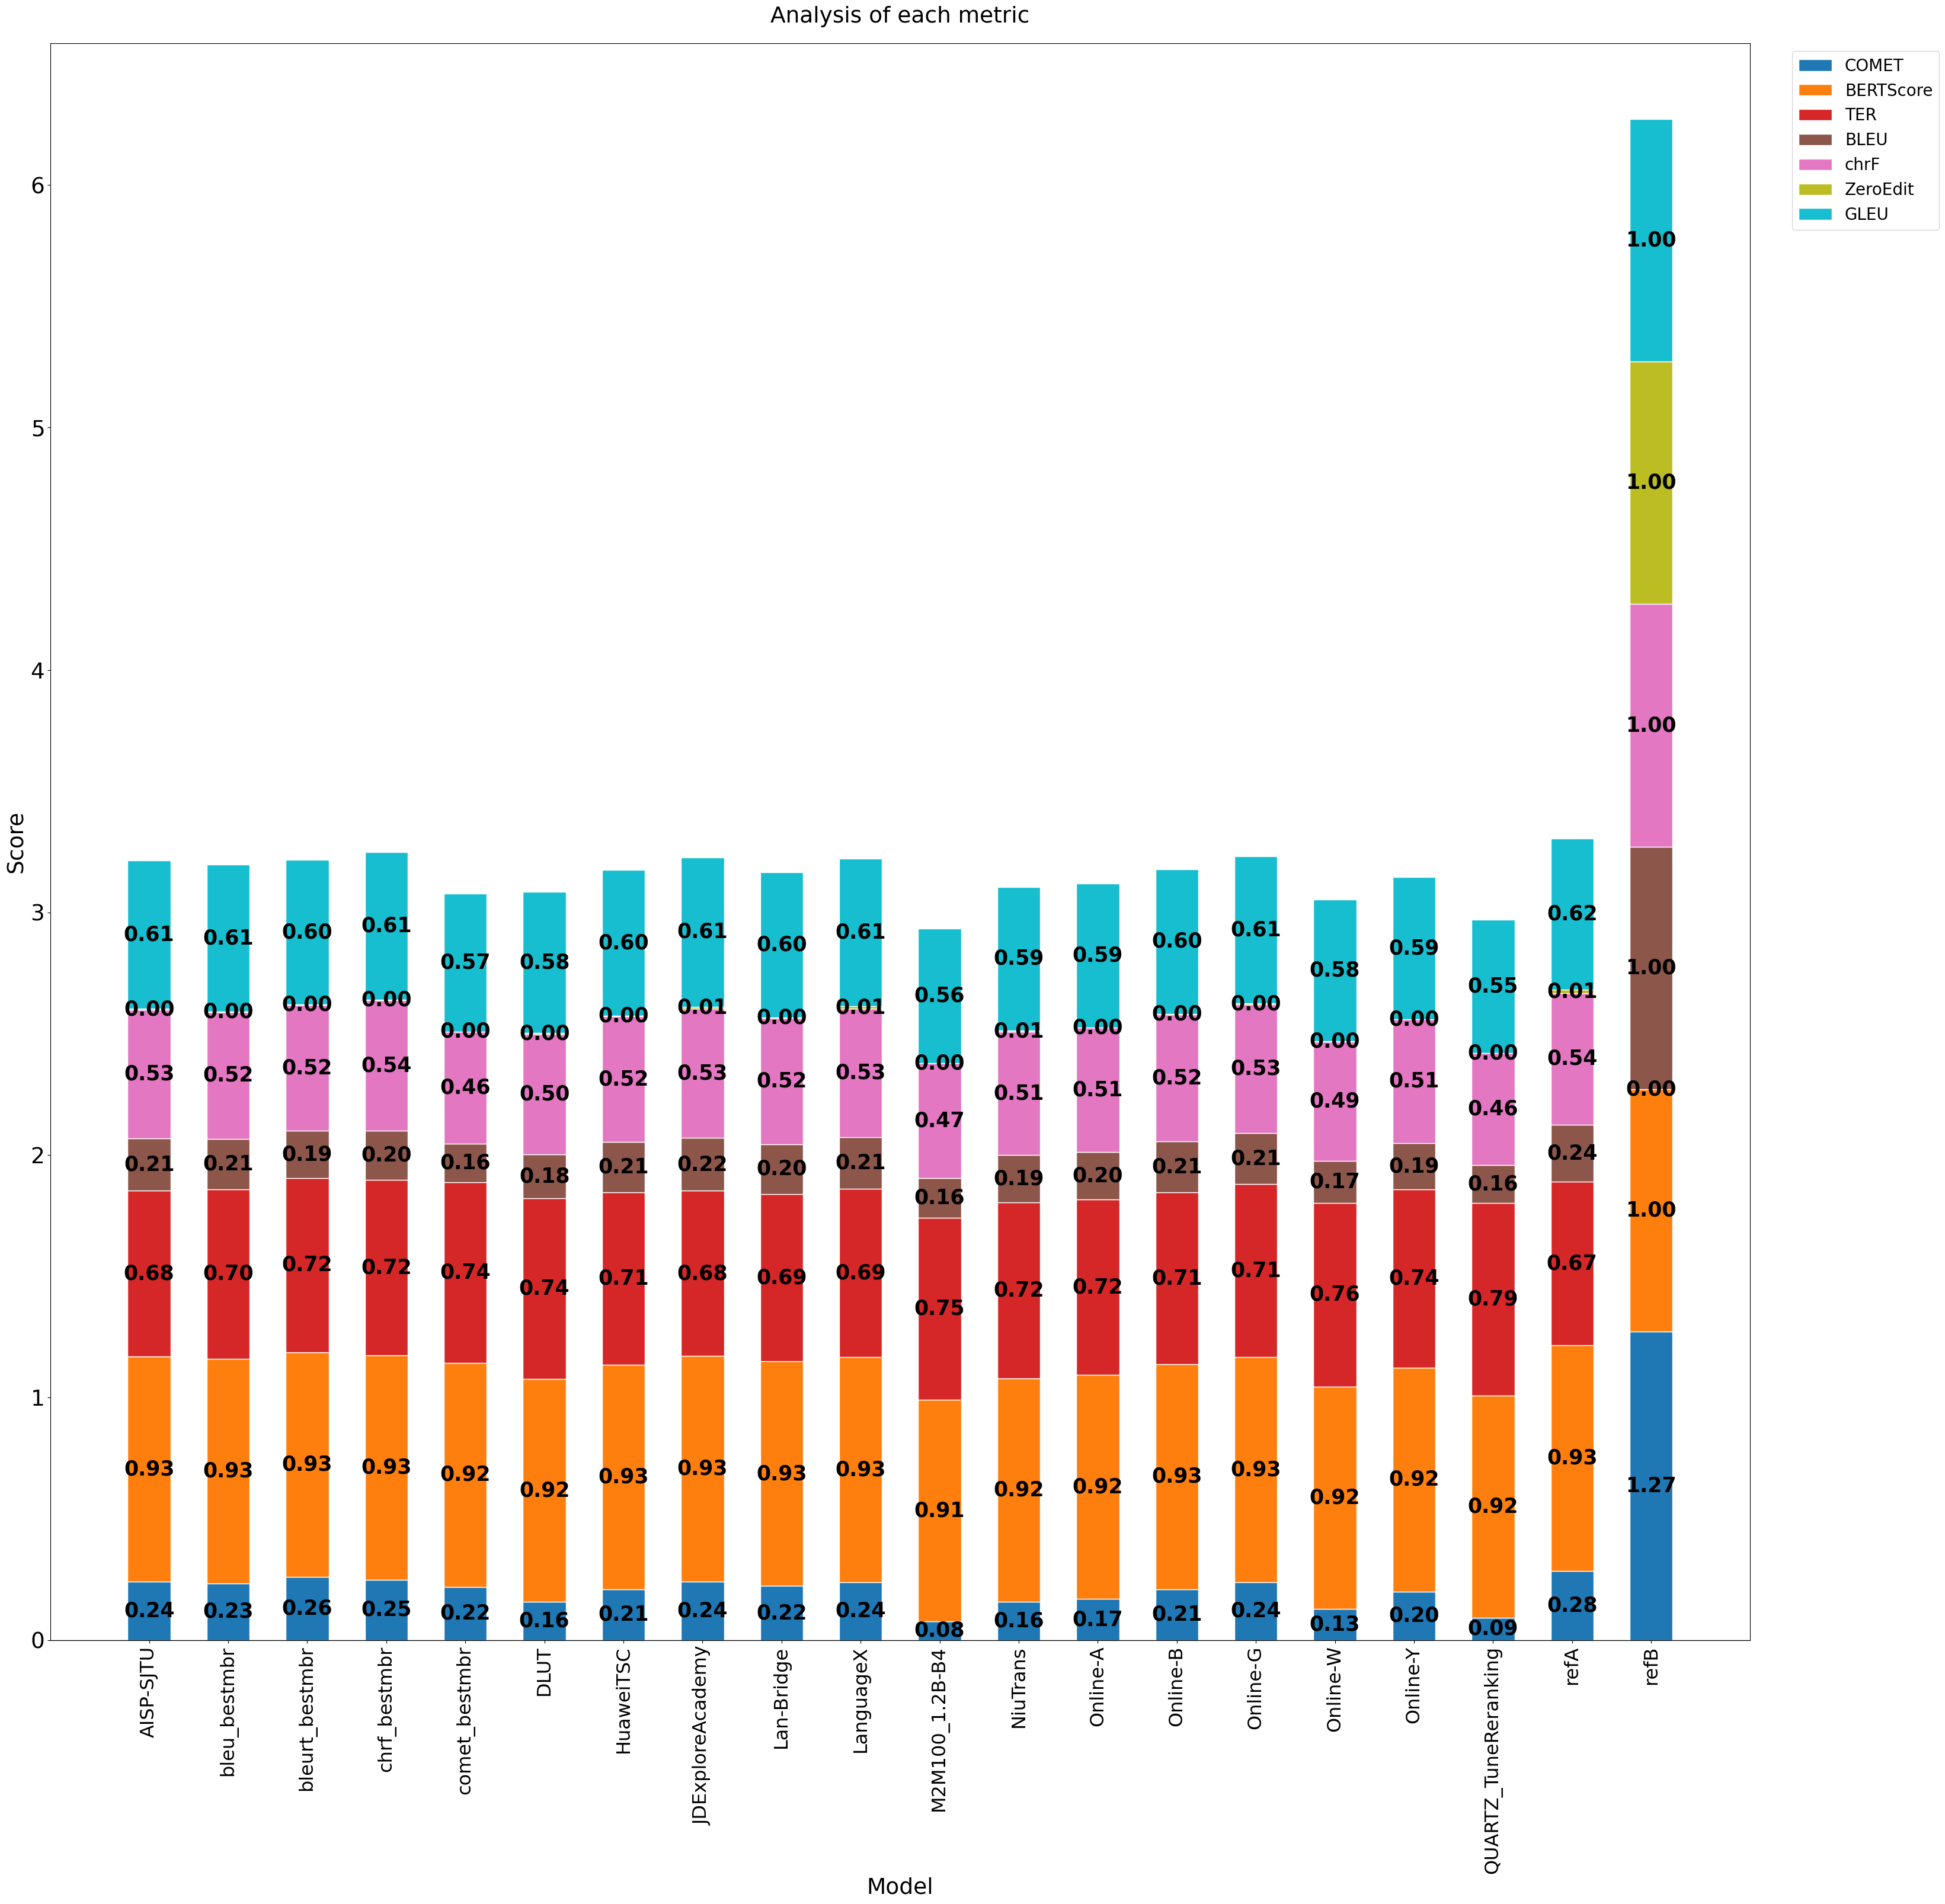 Analysis of each metric
COMET
BERTScore
TER
BLEU
chrF
ZeroEdit
GLEU
Score
6
5
4
3
2
1
0
1.00
1.00
1.00
1.00
0.00
1.00
1.27
0.61 0.61 0.60 0.61 0.57 0.58 0.60 0.61 0.60 0.61 0.56 0.59 0.59 0.60 0.61 0.58 0.59 0.55 0.62
0.00 0.00 0.00 0.00 0.00 0.00 0.00 0.01 0.00 0.01 0.00 0.01 0.00 0.00 0.00 0.00 0.00 0.00 0.01
0.53 0.52 0.52 0.54 0.46 0.50 0.52 0.53 0.52 0.53 0.47 0.51 0.51 0.52 0.53 0.49 0.51 0.46 0.54
0.21 0.21 0.19 0.20 0.16 0.18 0.21 0.22 0.20 0.21 0.16 0.19 0.20 0.21 0.21 0.17 0.19 0.16 0.24
0.68 0.70 0.72 0.72 0.74 0.74 0.71 0.68 0.69 0.69 0.75 0.72 0.72 0.71 0.71 0.76 0.74 0.79 0.67
0.93 0.93 0.93 0.93 0.92 0.92 0.93 0.93 0.93 0.93 0.91 0.92 0.92 0.93 0.93 0.92 0.92 0.92 0.93
0.24 0.23 0.26 0.25 0.22 0.16 0.21 0.24 0.22 0.24 0.08 0.16 0.17 0.21 0.24 0.13 0.20 0.09 0.28
AISP-SJTU
bleu_bestmbr
bleurt_bestmbr
chrf_bestmbr
comet_bestmbr
DLUT
HuaweiTSC
JDExploreAcademy
Lan-Bridge
LanguageX
M2M100_1.2B-B4
NiuTrans
Online-A
Online-B
Online-G
Online-W
Online-Y
QUARTZ_TuneReranking
refA
refB
Model